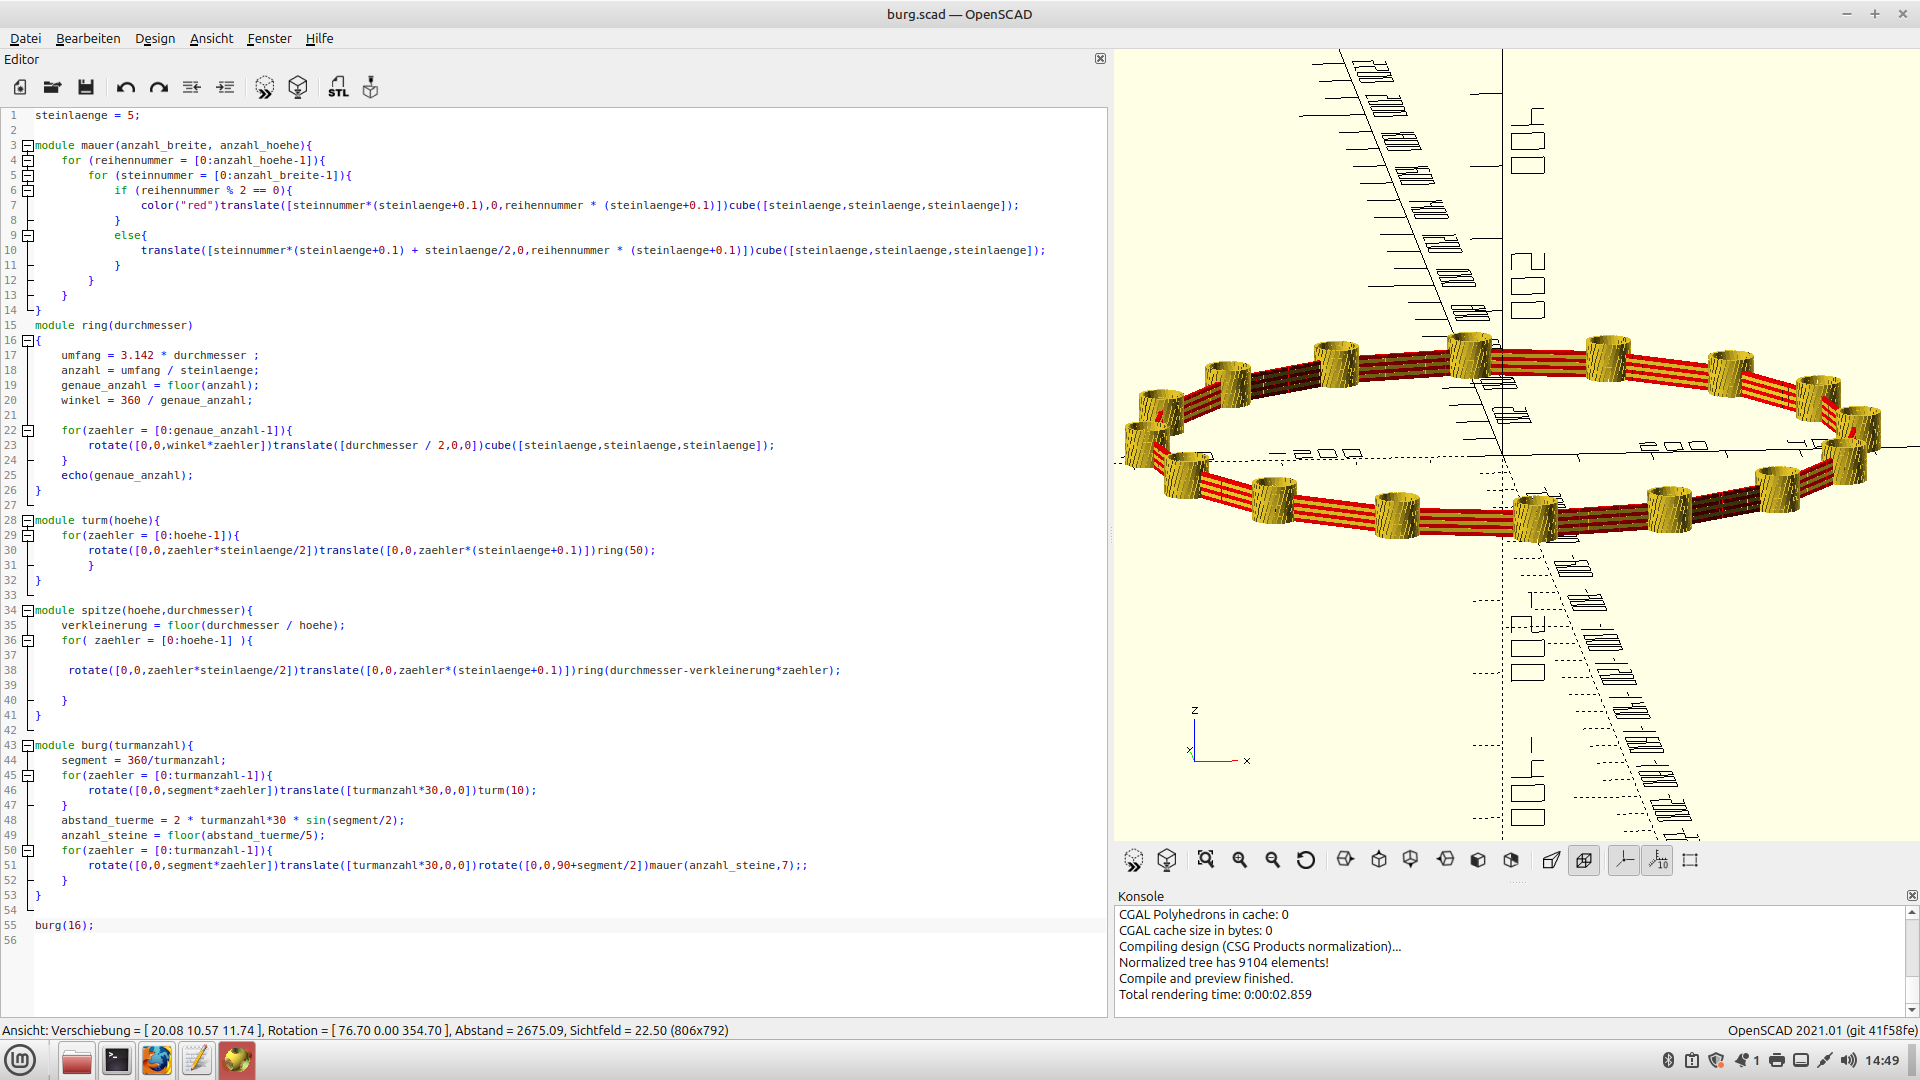 burg.scad — OpenSCAD
Datei Bearbeiten Design Ansicht Fenster Hilfe
Editor
STL
1 steinlaenge = 5;
2
3 module mauer(anzahl_breite, anzahl_hoehe){
4 for (reihennummer = [0:anzahl_hoehe-1]){
5 for (steinnummer = [0:anzahl_breite-1]){
6 if (reihennummer % 2 == 0){
7 color("red")translate([steinnummer*(steinlaenge+0.1),0,reihennummer * (steinlaenge+0.1)])cube([steinlaenge,steinlaenge,steinlaenge]);
8 }
9 else{
10 translate([steinnummer*(steinlaenge+0.1) + steinlaenge/2,0,reihennummer * (steinlaenge+0.1)])cube([steinlaenge,steinlaenge,steinlaenge]);
11 }
12 }
13 }
14 }
15 module ring(durchmesser)
16 {
17 umfang = 3.142 * durchmesser ;
18 anzahl = umfang / steinlaenge;
19 genaue_anzahl = floor(anzahl);
20 winkel = 360 / genaue_anzahl;
21
22 for(zaehler = [0:genaue_anzahl-1]){
23 rotate([0,0,winkel*zaehler])translate([durchmesser / 2,0,0])cube([steinlaenge,steinlaenge,steinlaenge]);
24 }
25 echo(genaue_anzahl);
26 }
27
28 module turm(hoehe){
29 for(zaehler = [0:hoehe-1]){
30 rotate([0,0,zaehler*steinlaenge/2])translate([0,0,zaehler*(steinlaenge+0.1)])ring(50);
31 }
32 }
33
34 module spitze(hoehe,durchmesser){
35 verkleinerung = floor(durchmesser / hoehe);
36 for( zaehler = [0:hoehe-1] ){
37
38 rotate([0,0,zaehler*steinlaenge/2])translate([0,0,zaehler*(steinlaenge+0.1)])ring(durchmesser-verkleinerung*zaehler);
39
40 }
41 }
42
43 module burg(turmanzahl){
44 segment = 360/turmanzahl;
45 for(zaehler = [0:turmanzahl-1]){
46 rotate([0,0,segment*zaehler])translate([turmanzahl*30,0,0])turm(10);
47 }
48 abstand_tuerme = 2 * turmanzahl*30 * sin(segment/2);
49 anzahl_steine = floor(abstand_tuerme/5);
50 for(zaehler = [0:turmanzahl-1]){
51 rotate([0,0,segment*zaehler])translate([turmanzahl*30,0,0])rotate([0,0,90+segment/2])mauer(anzahl_steine,7);;
52 }
53 }
54
55 burg(16);
56
Z
X
10
Konsole
CGAL Polyhedrons in cache: 0
CGAL cache size in bytes: 0
Compiling design (CSG Products normalization)...
Normalized tree has 9104 elements!
Compile and preview finished.
Total rendering time: 0:00:02.859
Ansicht: Verschiebung = [ 20.08 10.57 11.74 ], Rotation = [ 76.70 0.00 354.70 ], Abstand = 2675.09, Sichtfeld = 22.50 (806x792)
OpenSCAD 2021.01 (git 41f58fe)
1
14:49